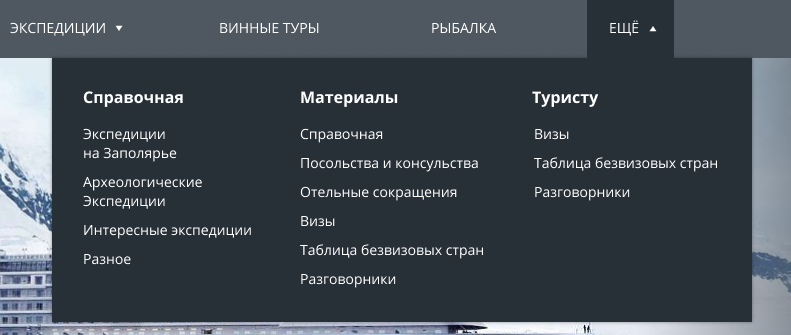 ЭКСПЕДИЦИИ ВИННЫЕ ТУРЫ РЫБАЛКА ЕЩЁ
Справочная
Экспедиции
на Заполярье
Археологические
Экспедиции
Интересные экспедиции
Разное
Материалы
Справочная
Посольства и консульства
Отельные сокращения
Визы
Таблица безвизовых стран
Разговорники
Туристу
Визы
Таблица безвизовых стран
Разговорники